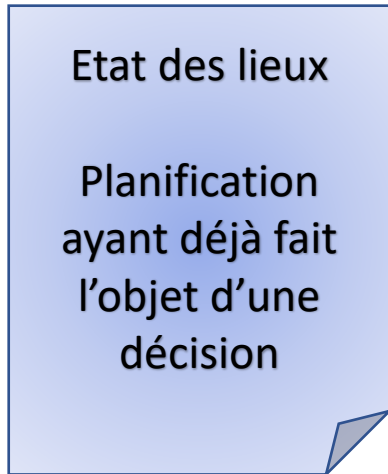 Etat des lieux
Planification
ayant déjà fait
l’objet d’une
décision